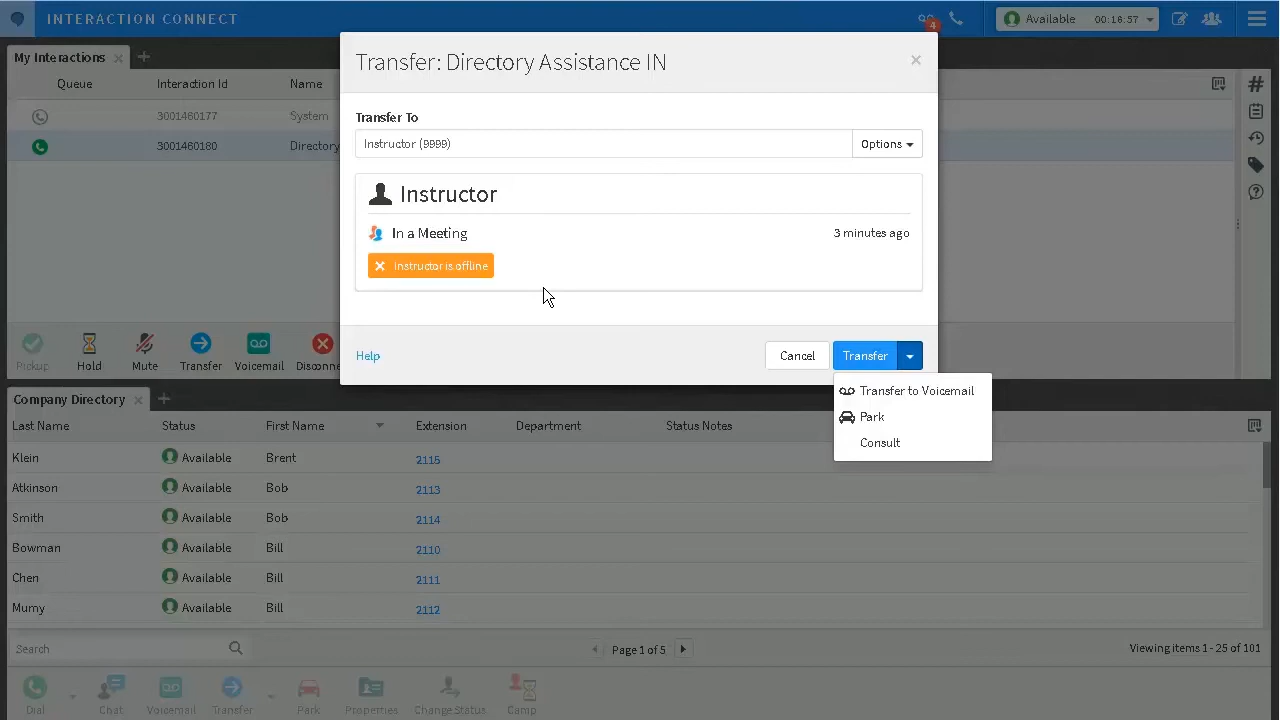 INTERACTION CONNECT
4
Available 00:18:57
My Interactions
Queue Interaction Id Name
3001460177 System
3001460180 Directory
Transfer: Directory Assistance IN
Transfer To
Instructor (9999) Options
Instructor
In a Meeting 3 minutes ago
Instructor is offline
Help Cancel Transfer
Transfer to Voicemail
Park
Consult
Pickup Hold Mute Transfer Voicemail Disconne
Company Directory
Last Name Status First Name Extension Department Status Notes
Klein Available Brent 2115
Atkinson Available Bob 2113
Smith Available Bob 2114
Bowman Available Bill 2110
Chen Available Bill 2111
Mumy Available Bill 2112
Search Page 1 of 5 Viewing items 1 - 25 of 101
Dial Chat Voicemail Transfer Park Properties Change Status Camp